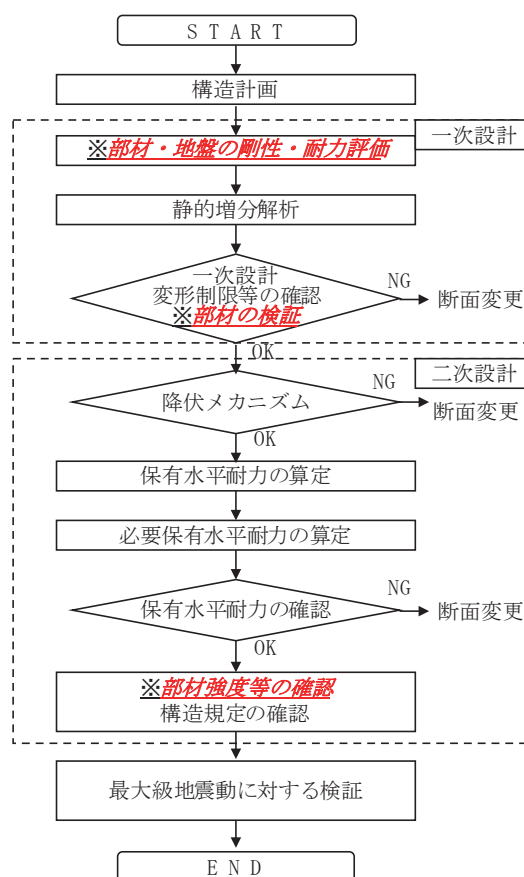 ＳＴＡＲＴ
構造計画
一次設計
※部材・地盤の剛性・耐力評価
静的増分解析
一次設計
変形制限等の確認
※部材の検証
NG
断面変更
OK
二次設計
降伏メカニズム
NG
断面変更
OK
保有水平耐力の算定
必要保有水平耐力の算定
保有水平耐力の確認
NG
断面変更
OK
※部材強度等の確認
構造規定の確認
最大級地震動に対する検証
ＥＮＤ